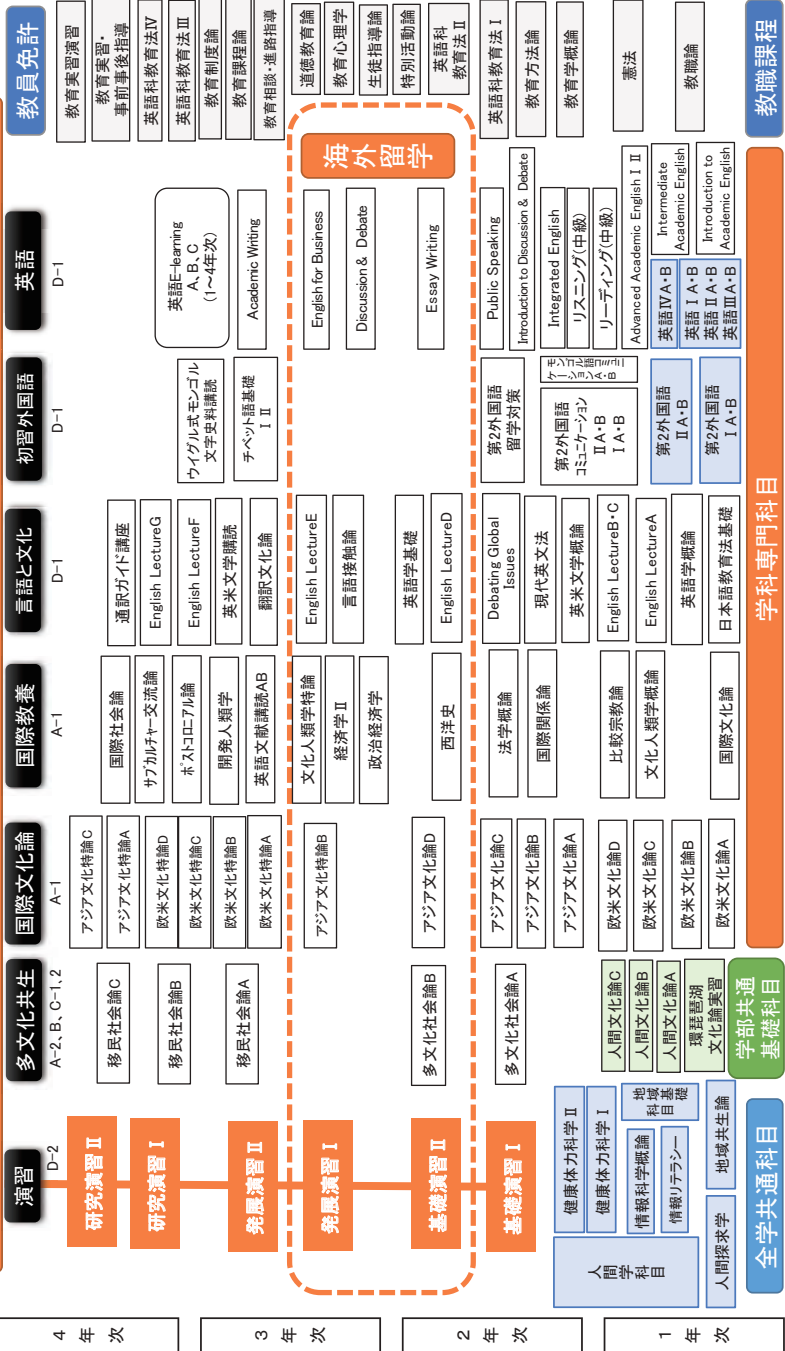 演習
D-2
研究演習Ⅱ
研究演習Ⅰ
発展演習Ⅱ
発展演習Ⅰ
基礎演習Ⅱ
基礎演習Ⅰ
多文化共生
A-2、B、C-1,2
移民社会論C
移民社会論B
移民社会論A
多文化社会論B
多文化社会論A
国際文化論
A-1
アジア文化特論C
アジア文化特論A
欧米文化特論D
欧米文化特論C
欧米文化特論B
欧米文化特論A
アジア文化特論B
アジア文化論D
アジア文化論C
アジア文化論B
アジア文化論A
欧米文化論D
欧米文化論C
欧米文化論B
欧米文化論A
国際教養
A-1
国際社会論
サブカルチャー交流論
ポストコロニアル論
開発人類学
英語文献講読AB
文化人類学特論
経済学Ⅱ
政治経済学
西洋史
法学概論
国際関係論
比較宗教論
文化人類学概論
国際文化論
言語と文化
D-1
通訳ガイド講座
English LectureG
English LectureF
英米文学購読
翻訳文化論
English LectureE
言語接触論
英語学基礎
English LectureD
Debating Global
Issues
現代英文法
英米文学概論
English LectureB・C
English LectureA
英語学概論
日本語教育法基礎
初習外国語
D-1
ウイグル式モンゴル
文字史料講読
チベット語基礎
Ⅰ Ⅱ
第2外国語
留学対策
第2外国語
コミュニケーション
ⅡA・B
ⅠA・B
モンゴル語コミュニ
ケーションA・B
第2外国語
ⅡA・B
第2外国語
ⅠA・B
英語
D-1
英語E-learning
A、B、C
(1～4年次)
Academic Writing
English for Business
Discussion & Debate
Essay Writing
Public Speaking
Introduction to Discussion & Debate
Integrated English
リスニング(中級)
リーディング(中級)
Advanced Academic English Ⅰ Ⅱ
Intermediate
Academic English
Introduction to
Academic English
英語ⅣA・B
英語ⅠA・B
英語ⅡA・B
英語ⅢA・B
海外留学
教員免許
教育実習演習
教育実習・
事前事後指導
英語科教育法Ⅳ
英語科教育法Ⅲ
教育制度論
教育課程論
教育相談・進路指導
道徳教育論
教育心理学
生徒指導論
特別活動論
英語科
教育法Ⅱ
英語科教育法Ⅰ
教育方法論
教育学概論
憲法
教職論
4
年
次
3
年
次
2
年
次
1
年
次
健康体力科学Ⅱ
健康体力科学Ⅰ
人間
学科目
情報科学概論
情報リテラシー
地域基礎
科目
人間探求学
地域共生論
人間文化論C
人間文化論B
人間文化論A
環琵琶湖
文化論実習
全学共通科目
学部共通
基礎科目
学科専門科目
教職課程